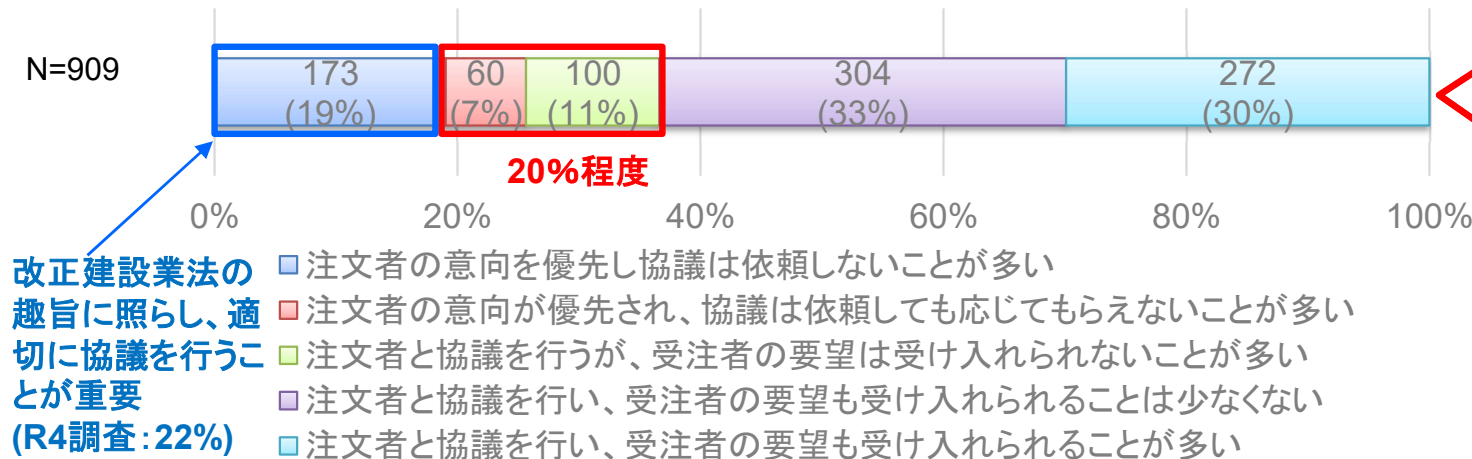 N=909
173
(19%)
60
(7%)
100
(11%)
304
(33%)
272
(30%)
20%程度
0%
20%
40%
60%
80%
100%
改正建設業法の
趣旨に照らし、適
切に協議を行うこ
とが重要
(R4調査：22%)
注文者の意向を優先し協議は依頼しないことが多い
注文者の意向が優先され、協議は依頼しても応じてもらえないことが多い
注文者と協議を行うが、受注者の要望は受け入れられないことが多い
注文者と協議を行い、受注者の要望も受け入れられることは少なくない
注文者と協議を行い、受注者の要望も受け入れられることが多い